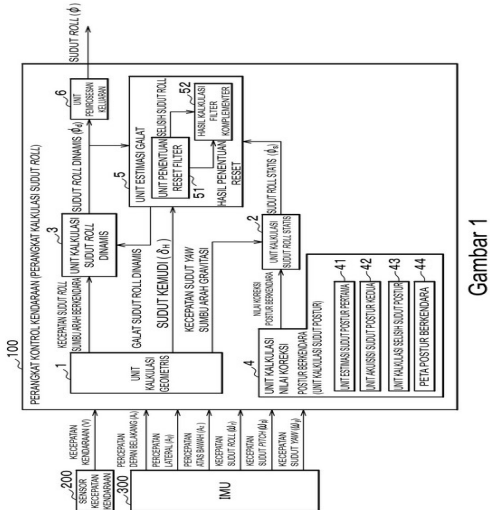 100
PERANGKAT KONTROL KENDARAAN (PERANGKAT KALKULASI SUDUT ROLL)
200
SENSOR
KECEPATAN
KENDARAAN
KECEPATAN
KENDARAAN (V)
300
IMU
PERCEPATAN
DEPAN BELAKANG
PERCEPATAN
LATERAL
PERCEPATAN
ATAS BAWAH
KECEPATAN
SUDUT ROLL
KECEPATAN
SUDUT PITCH
KECEPATAN
SUDUT YAW
1
UNIT
KALKULASI
GEOMETRIS
KECEPATAN SUDUT ROLL
SUMBU ARAH BERKENDARA
GALAT SUDUT ROLL DINAMIS
SUDUT KEMUDI (δH)
KECEPATAN SUDUT YAW
SUMBU ARAH GRAVITASI
3
UNIT KALKULASI
SUDUT ROLL
DINAMIS
SUDUT ROLL DINAMIS (Φd)
6
UNIT
PEMROSESAN
KELUARAN
SUDUT ROLL (Φ)
5
UNIT ESTIMASI GALAT
UNIT PENENTUAN
RESET FILTER
51
SELISIH SUDUT ROLL
52
HASIL KALKULASI
FILTER
KOMPLEMENTER
HASIL PENENTUAN
RESET
2
UNIT KALKULASI
SUDUT ROLL STATIS
SUDUT ROLL STATIS (Φs)
NILAI KOREKSI
POSTUR BERKENDARA
4
UNIT KALKULASI
NILAI KOREKSI
POSTUR BERKENDARA
(UNIT KALKULASI SUDUT POSTUR)
UNIT ESTIMASI SUDUT POSTUR PERTAMA
41
UNIT AKUISISI SUDUT POSTUR KEDUA
42
UNIT KALKULASI SELISIH SUDUT POSTUR
43
PETA POSTUR BERKENDARA
44
Gambar 1